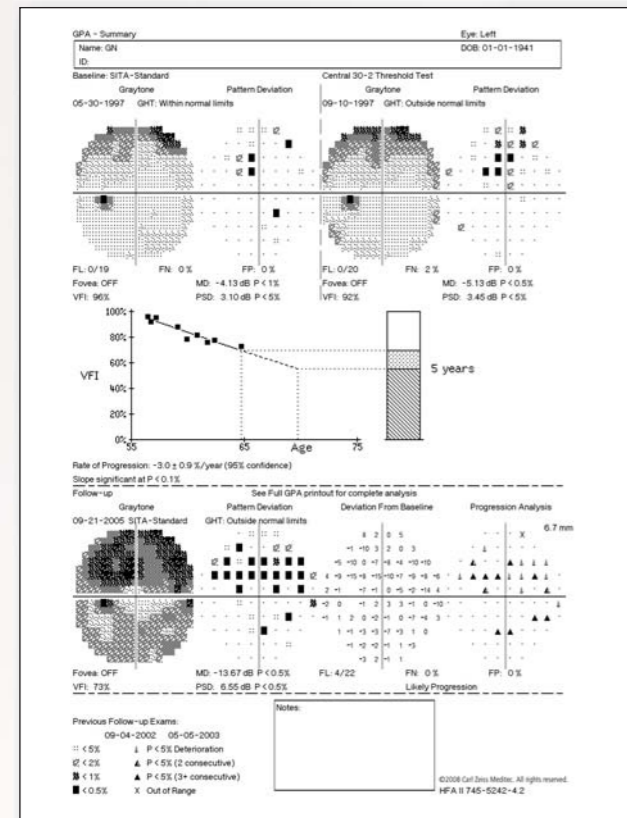 GPA - Summary Eye: Left
Name: GN DOB: 01-01-1941
ID:
Baseline: SITA-Standard Central 30-2 Threshold Test
Graytone Pattern Deviation Graytone Pattern Deviation
05-30-1997 GHT: Within normal limits 09-10-1997 GHT: Outside normal limits
FL: 0/19 FN: 0 % FP: 0 % FL: 0/20 FN: 2 % FP: 0 %
Fovea: OFF MD: -4.13 dB P < 1% Fovea: OFF MD: -5.13 dB P < 0.5%
VFI: 96% PSD: 3.10 PP < 5% VFI: 92% PSD: 3.45 dB P < 5%
100%
80%
60%
VFI
40%
20%
0%
55 65 Age 75
5 years
Rate of Progression: -3.0 ± 0.9 %/year (95% confidence)
Slope significant at P < 0.1%
Follow-up See Full GPA printout for complete analysis
Graytone Pattern Deviation Deviation From Baseline Progression Analysis
09-21-2005 SITA-Standard GHT: Outside normal limits
6.7 mm
Fovea: OFF MD: -13.67 dB P < 0.5% FL: 4/22 FN: 0 % FP: 0 %
VFI: 73% PSD: 6.55 dB P < 0.5% Likely Progression
Notes:
Previous Follow-up Exams:
09-04-2002 05-05-2003
< 5% P < 5% Deterioration
< 2% P < 5% (2 consecutive)
< 1% P < 5% (3+ consecutive)
< 0.5% X Out of Range
©2008 Carl Zeiss Meditec. All rights reserved.
HFA II 745-5242-4.2